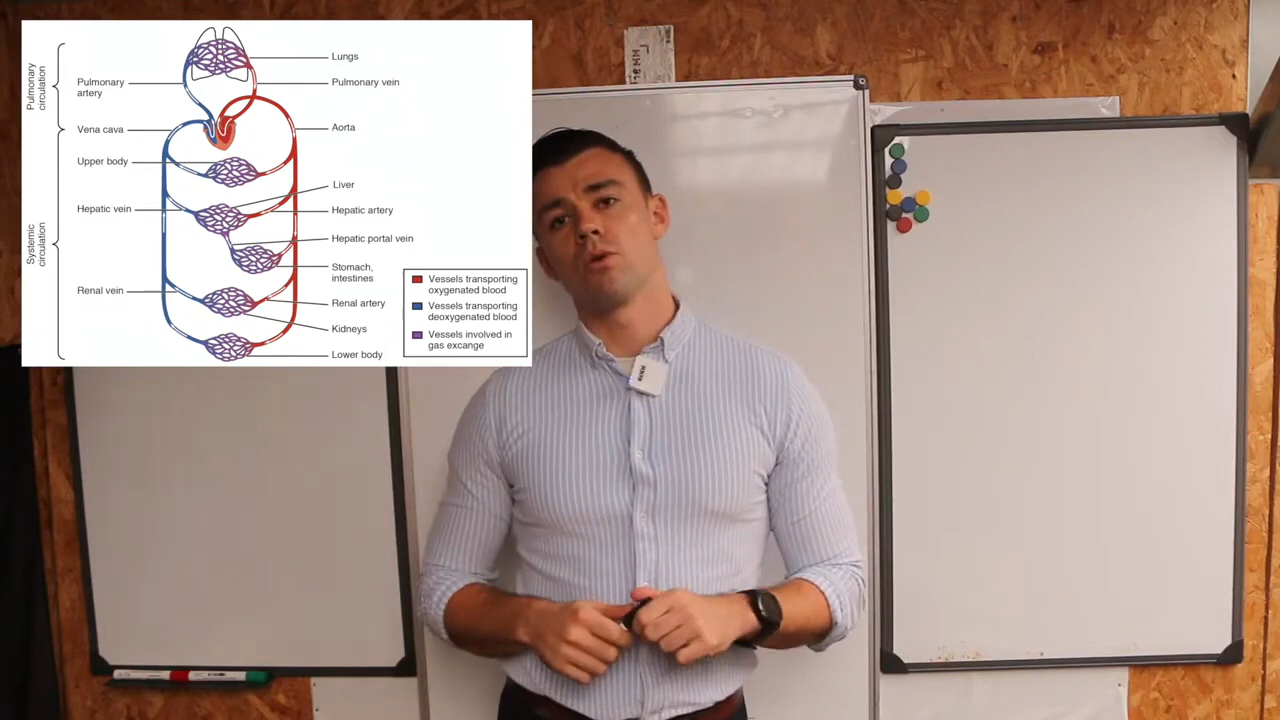 Pulmonary
circulation
Lungs
Pulmonary
artery
Pulmonary vein
Vena cava
Aorta
Upper body
Liver
Hepatic vein
Hepatic artery
Hepatic portal vein
Systemic
circulation
Stomach,
intestines
Renal vein
Renal artery
Kidneys
Lower body
Vessels transporting
oxygenated blood
Vessels transporting
deoxygenated blood
Vessels involved in
gas excange
RODE